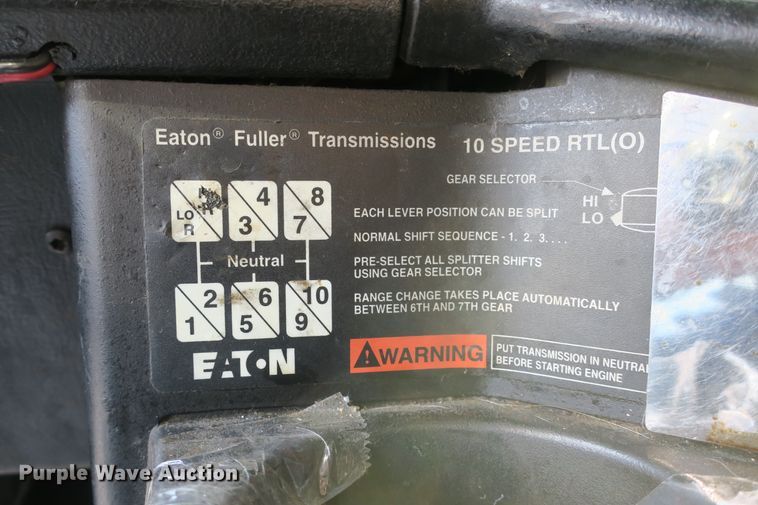 Eaton® Fuller® Transmissions 10 SPEED RTL(O)
GEAR SELECTOR
HI
LO
LO
R
4
3
8
7
EACH LEVER POSITION CAN BE SPLIT
NORMAL SHIFT SEQUENCE - 1. 2. 3. . . .
Neutral
PRE-SELECT ALL SPLITTER SHIFTS
USING GEAR SELECTOR
2
1
6
5
10
9
RANGE CHANGE TAKES PLACE AUTOMATICALLY
BETWEEN 6TH AND 7TH GEAR
EATON
WARNING
PUT TRANSMISSION IN NEUTRAL
BEFORE STARTING ENGINE
Purple Wave Auction